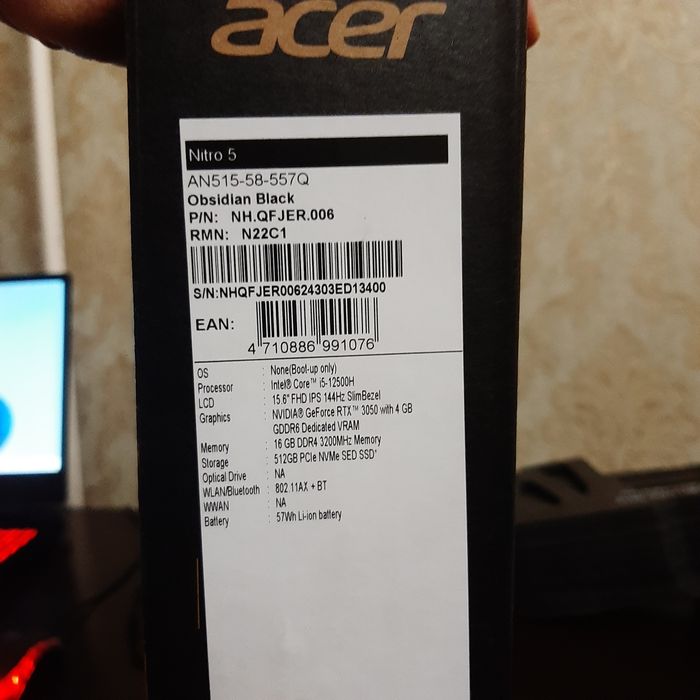 acer
Nitro 5
AN515-58-557Q
Obsidian Black
P/N: NH.QFJER.006
RMN: N22C1
S/N:NHQFJER00624303ED13400
EAN:
4 710886 991076
OS : None(Boot-up only)
Processor : Intel® Core™ i5-12500H
LCD : 15.6" FHD IPS 144Hz SlimBezel
Graphics : NVIDIA® GeForce RTX™ 3050 with 4 GB
GDDR6 Dedicated VRAM
Memory : 16 GB DDR4 3200MHz Memory
Storage : 512GB PCIe NVMe SED SSD*
Optical Drive : NA
WLAN/Bluetooth : 802.11AX + BT
WWAN : NA
Battery : 57Wh Li-ion battery